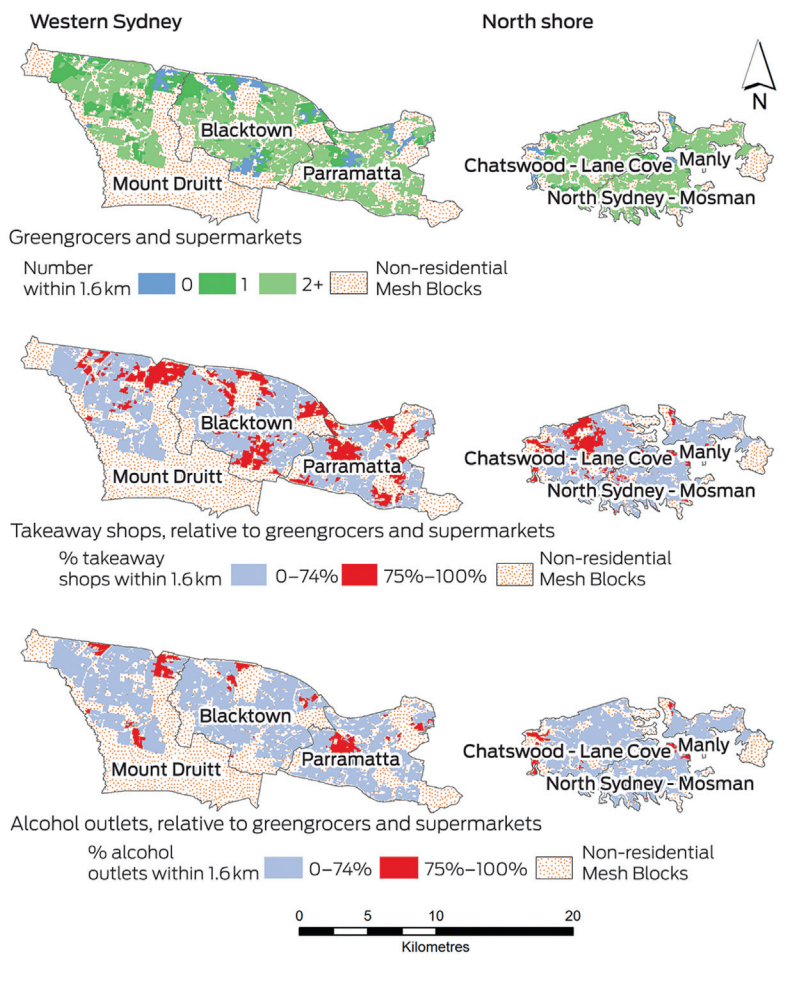 Western Sydney
North shore
N
Blacktown
Mount Druitt
Parramatta
Chatswood - Lane Cove
Manly
North Sydney - Mosman
Greengrocers and supermarkets
Number
within 1.6 km
0
1
2+
Non-residential
Mesh Blocks
Blacktown
Mount Druitt
Parramatta
Chatswood - Lane Cove
Manly
North Sydney - Mosman
Takeaway shops, relative to greengrocers and supermarkets
% takeaway
shops within 1.6 km
0–74%
75%–100%
Non-residential
Mesh Blocks
Blacktown
Mount Druitt
Parramatta
Chatswood - Lane Cove
Manly
North Sydney - Mosman
Alcohol outlets, relative to greengrocers and supermarkets
% alcohol
outlets within 1.6 km
0–74%
75%–100%
Non-residential
Mesh Blocks
0 5 10 20
Kilometres